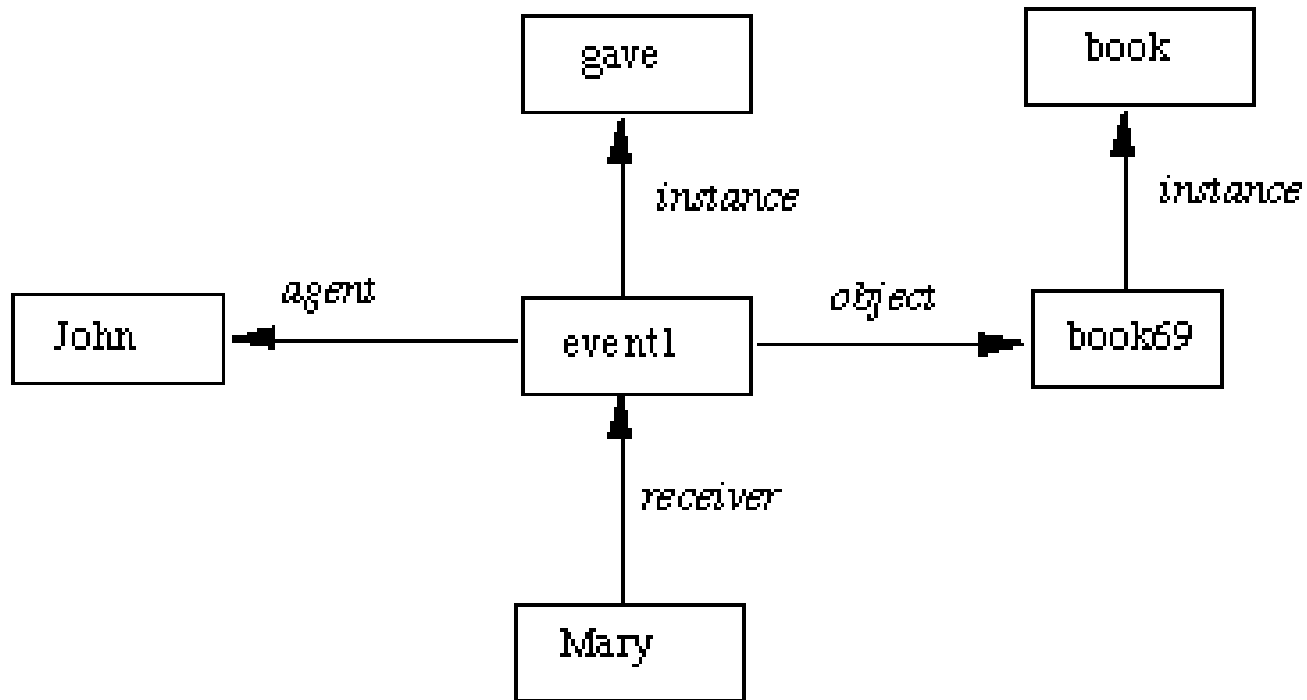 gave
book
instance
instance
agent
object
John
event1
book69
receiver
Mary